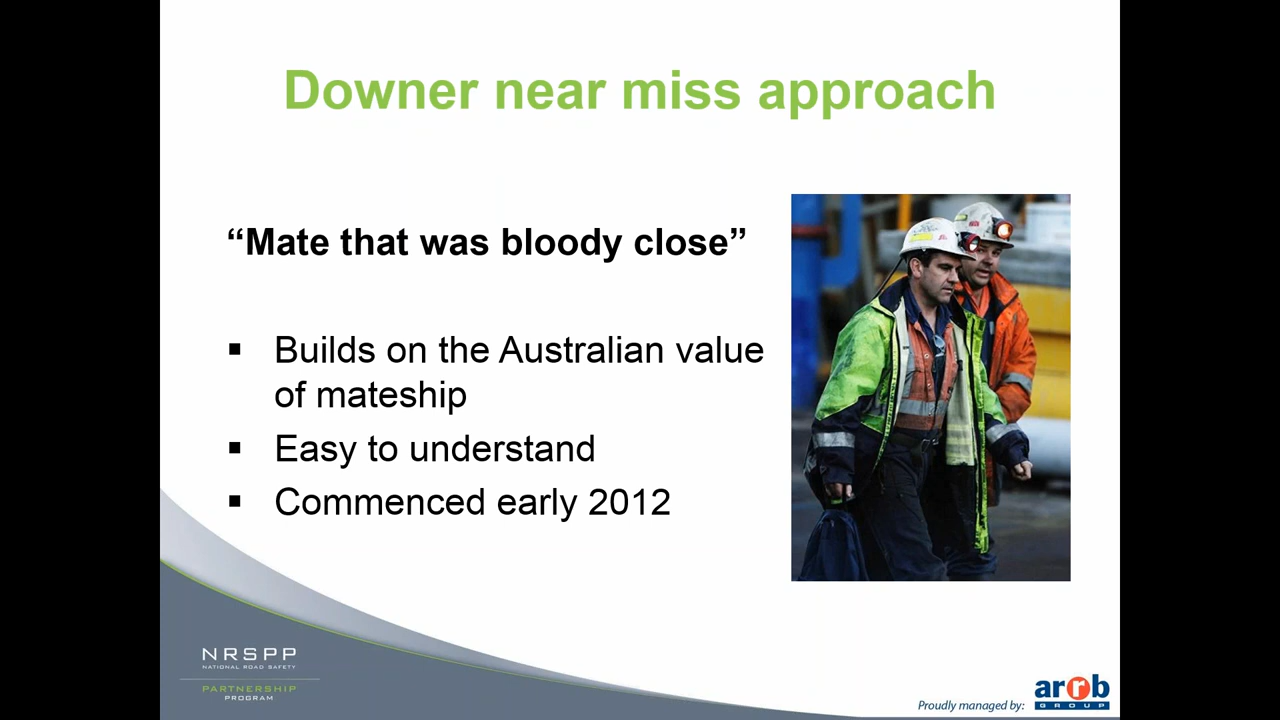 Downer near miss approach
“Mate that was bloody close”
▪ Builds on the Australian value
of mateship
▪ Easy to understand
▪ Commenced early 2012
NRSPP
NATIONAL ROAD SAFETY
PARTNERSHIP
PROGRAM
Proudly managed by:
arrb
GROUP